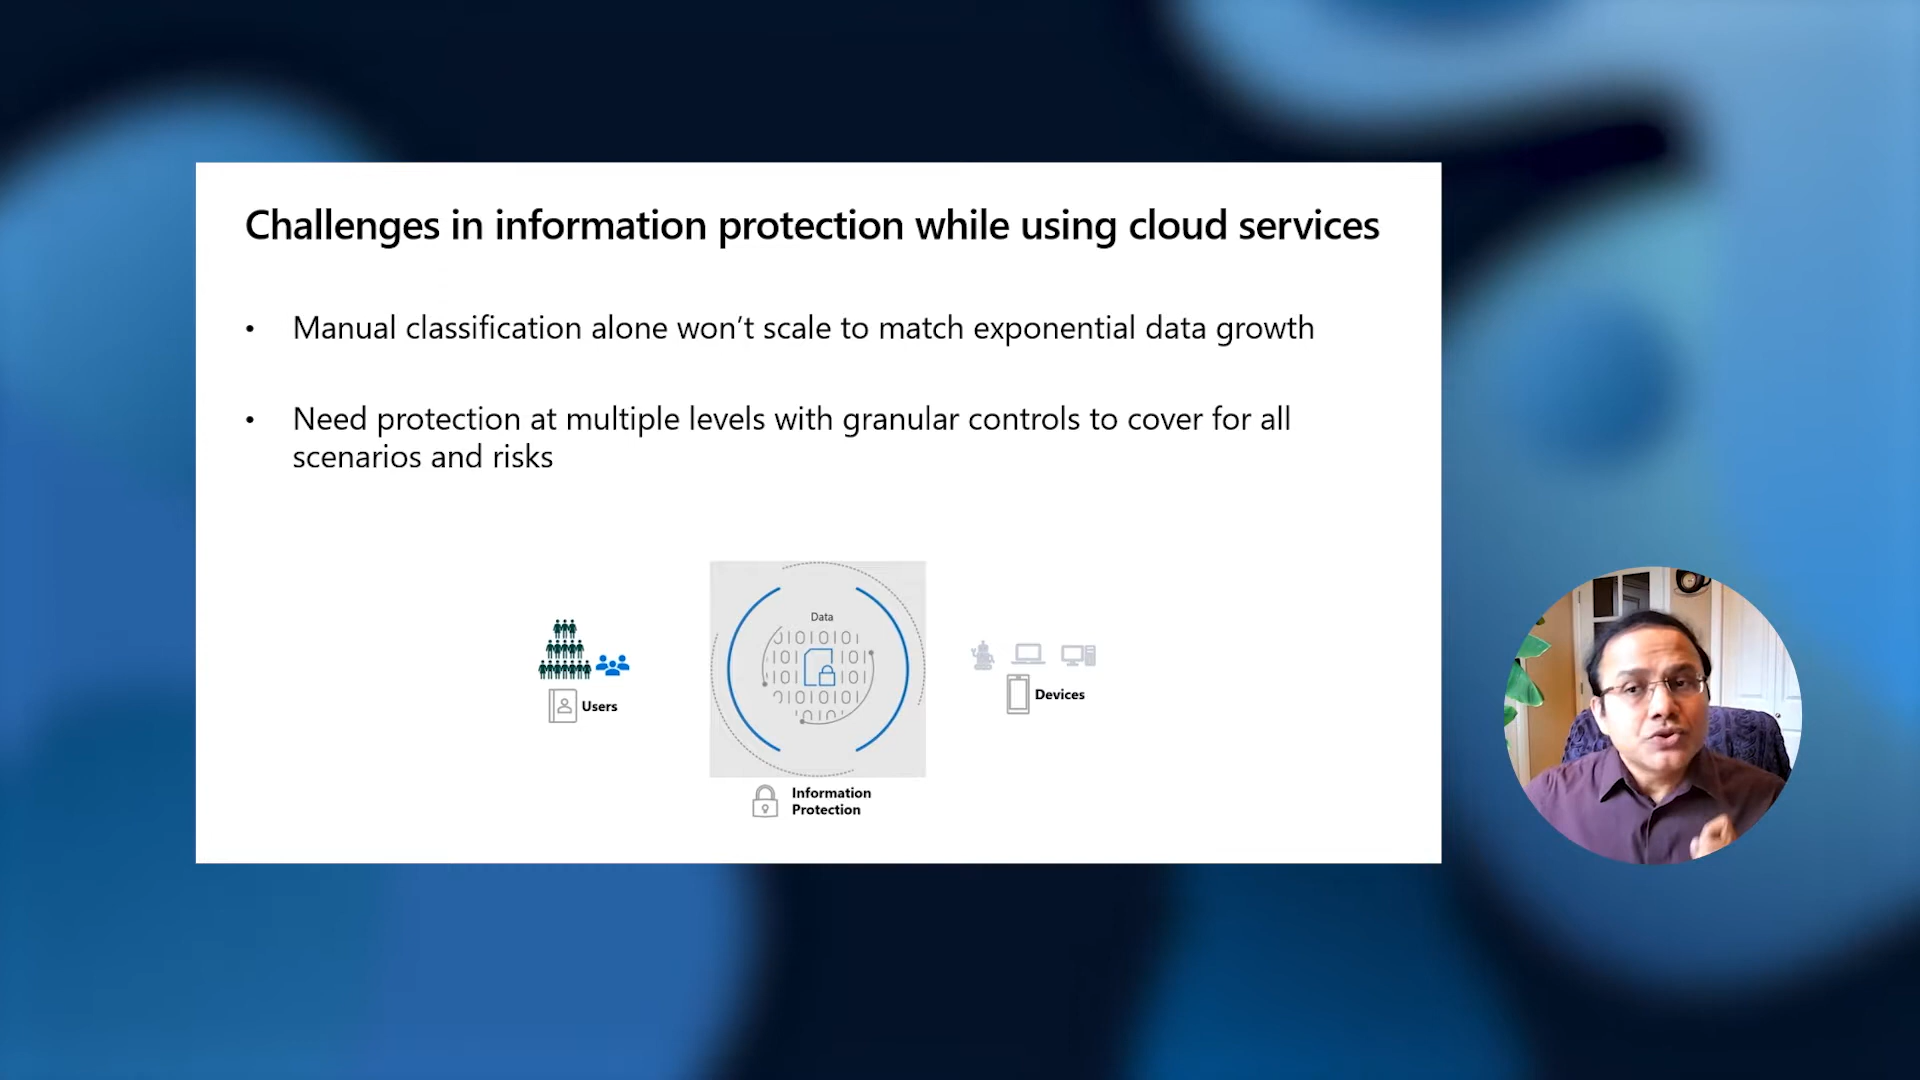 Challenges in information protection while using cloud services
• Manual classification alone won’t scale to match exponential data growth
• Need protection at multiple levels with granular controls to cover for all
scenarios and risks
Data
Users
Devices
Information
Protection